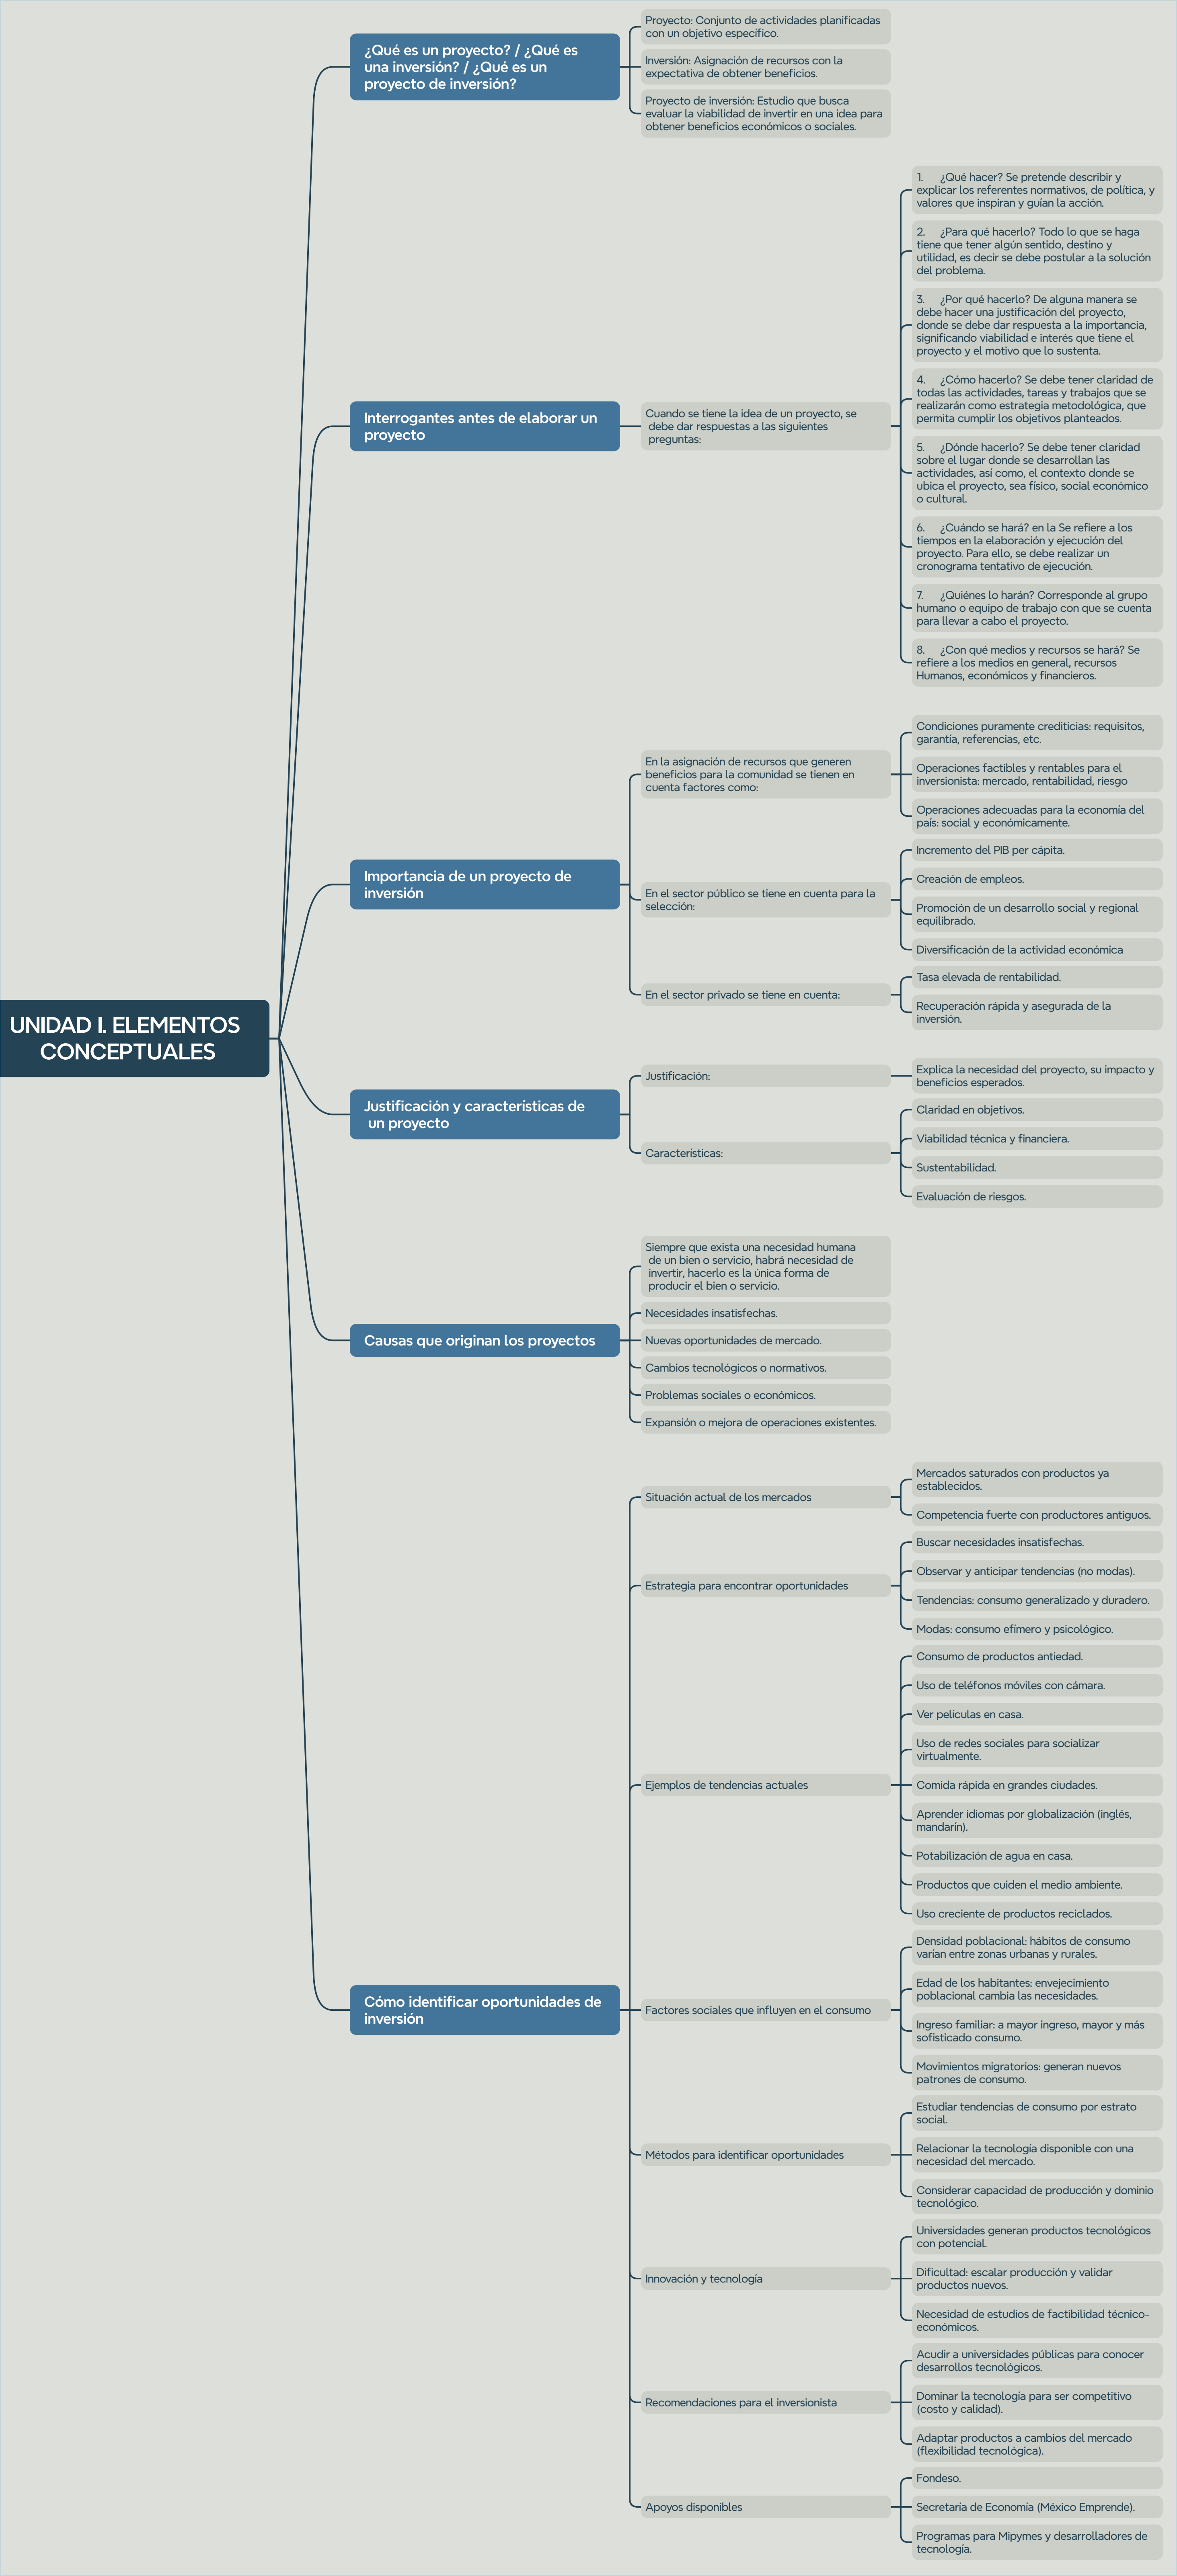 ¿Qué es un proyecto? / ¿Qué es
una inversión? / ¿Qué es un
proyecto de inversión?
Proyecto: Conjunto de actividades planificadas
con un objetivo específico.
Inversión: Asignación de recursos con la
expectativa de obtener beneficios.
Proyecto de inversión: Estudio que busca
evaluar la viabilidad de invertir en una idea para
obtener beneficios económicos o sociales.
Interrogantes antes de elaborar un
proyecto
Cuando se tiene la idea de un proyecto, se
debe dar respuestas a las siguientes
preguntas:
1. ¿Qué hacer? Se pretende describir y
explicar los referentes normativos, de política, y
valores que inspiran y guían la acción.
2. ¿Para qué hacerlo? Todo lo que se haga
tiene que tener algún sentido, destino y
utilidad, es decir se debe postular a la solución
del problema.
3. ¿Por qué hacerlo? De alguna manera se
debe hacer una justificación del proyecto,
donde se debe dar respuesta a la importancia,
significando viabilidad e interés que tiene el
proyecto y el motivo que lo sustenta.
4. ¿Cómo hacerlo? Se debe tener claridad de
todas las actividades, tareas y trabajos que se
realizarán como estrategia metodológica, que
permita cumplir los objetivos planteados.
5. ¿Dónde hacerlo? Se debe tener claridad
sobre el lugar donde se desarrollan las
actividades, así como, el contexto donde se
ubica el proyecto, sea físico, social económico
o cultural.
6. ¿Cuándo se hará? en la Se refiere a los
tiempos en la elaboración y ejecución del
proyecto. Para ello, se debe realizar un
cronograma tentativo de ejecución.
7. ¿Quiénes lo harán? Corresponde al grupo
humano o equipo de trabajo con que se cuenta
para llevar a cabo el proyecto.
8. ¿Con qué medios y recursos se hará? Se
refiere a los medios en general, recursos
Humanos, económicos y financieros.
Importancia de un proyecto de
inversión
En la asignación de recursos que generen
beneficios para la comunidad se tienen en
cuenta factores como:
Condiciones puramente crediticias: requisitos,
garantía, referencias, etc.
Operaciones factibles y rentables para el
inversionista: mercado, rentabilidad, riesgo
Operaciones adecuadas para la economía del
país: social y económicamente.
En el sector público se tiene en cuenta para la
selección:
Incremento del PIB per cápita.
Creación de empleos.
Promoción de un desarrollo social y regional
equilibrado.
Diversificación de la actividad económica
En el sector privado se tiene en cuenta:
Tasa elevada de rentabilidad.
Recuperación rápida y asegurada de la
inversión.
UNIDAD I. ELEMENTOS
CONCEPTUALES
Justificación y características de
un proyecto
Justificación:
Explica la necesidad del proyecto, su impacto y
beneficios esperados.
Características:
Claridad en objetivos.
Viabilidad técnica y financiera.
Sustentabilidad.
Evaluación de riesgos.
Causas que originan los proyectos
Siempre que exista una necesidad humana
de un bien o servicio, habrá necesidad de
invertir, hacerlo es la única forma de
producir el bien o servicio.
Necesidades insatisfechas.
Nuevas oportunidades de mercado.
Cambios tecnológicos o normativos.
Problemas sociales o económicos.
Expansión o mejora de operaciones existentes.
Cómo identificar oportunidades de
inversión
Situación actual de los mercados
Mercados saturados con productos ya
establecidos.
Competencia fuerte con productores antiguos.
Estrategia para encontrar oportunidades
Buscar necesidades insatisfechas.
Observar y anticipar tendencias (no modas).
Tendencias: consumo generalizado y duradero.
Modas: consumo efímero y psicológico.
Ejemplos de tendencias actuales
Consumo de productos antiedad.
Uso de teléfonos móviles con cámara.
Ver películas en casa.
Uso de redes sociales para socializar
virtualmente.
Comida rápida en grandes ciudades.
Aprender idiomas por globalización (inglés,
mandarín).
Potabilización de agua en casa.
Productos que cuiden el medio ambiente.
Uso creciente de productos reciclados.
Factores sociales que influyen en el consumo
Densidad poblacional: hábitos de consumo
varían entre zonas urbanas y rurales.
Edad de los habitantes: envejecimiento
poblacional cambia las necesidades.
Ingreso familiar: a mayor ingreso, mayor y más
sofisticado consumo.
Movimientos migratorios: generan nuevos
patrones de consumo.
Métodos para identificar oportunidades
Estudiar tendencias de consumo por estrato
social.
Relacionar la tecnología disponible con una
necesidad del mercado.
Considerar capacidad de producción y dominio
tecnológico.
Innovación y tecnología
Universidades generan productos tecnológicos
con potencial.
Dificultad: escalar producción y validar
productos nuevos.
Necesidad de estudios de factibilidad técnico-
económicos.
Recomendaciones para el inversionista
Acudir a universidades públicas para conocer
desarrollos tecnológicos.
Dominar la tecnología para ser competitivo
(costo y calidad).
Adaptar productos a cambios del mercado
(flexibilidad tecnológica).
Apoyos disponibles
Fondeso.
Secretaría de Economía (México Emprende).
Programas para Mipymes y desarrolladores de
tecnología.